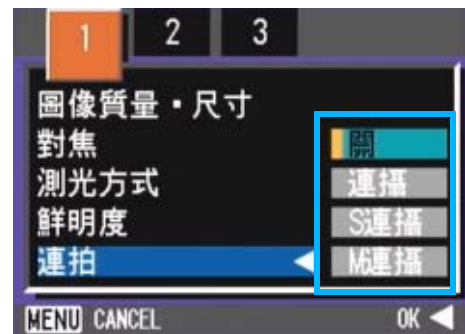 1 2 3
圖像質量・尺寸
對焦 關
測光方式 連攝
鮮明度 S連攝
連拍 M連攝
MENU CANCEL OK